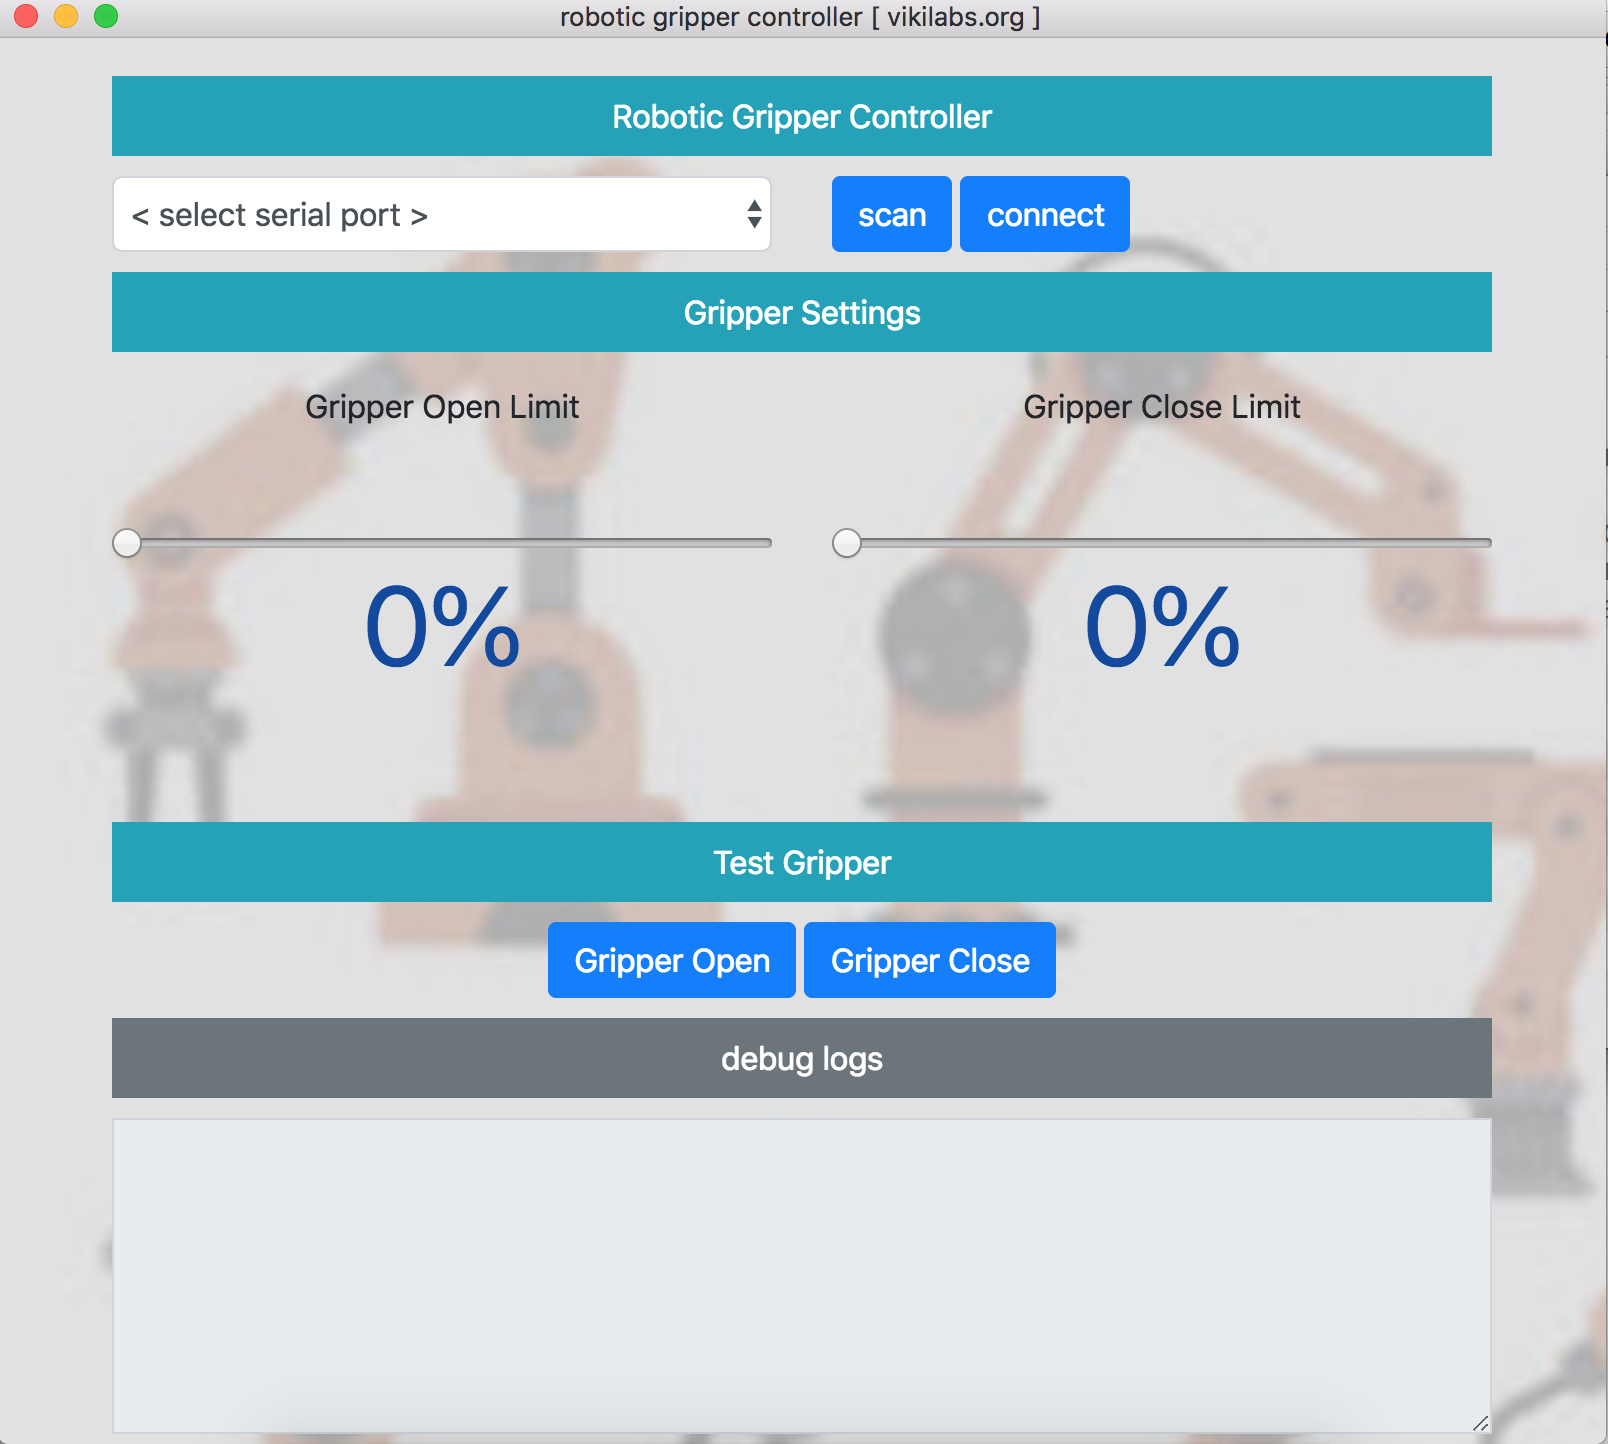 robotic gripper controller [ vikilabs.org ]
Robotic Gripper Controller
< select serial port >
scan
connect
Gripper Settings
Gripper Open Limit
Gripper Close Limit
0%
0%
Test Gripper
Gripper Open
Gripper Close
debug logs